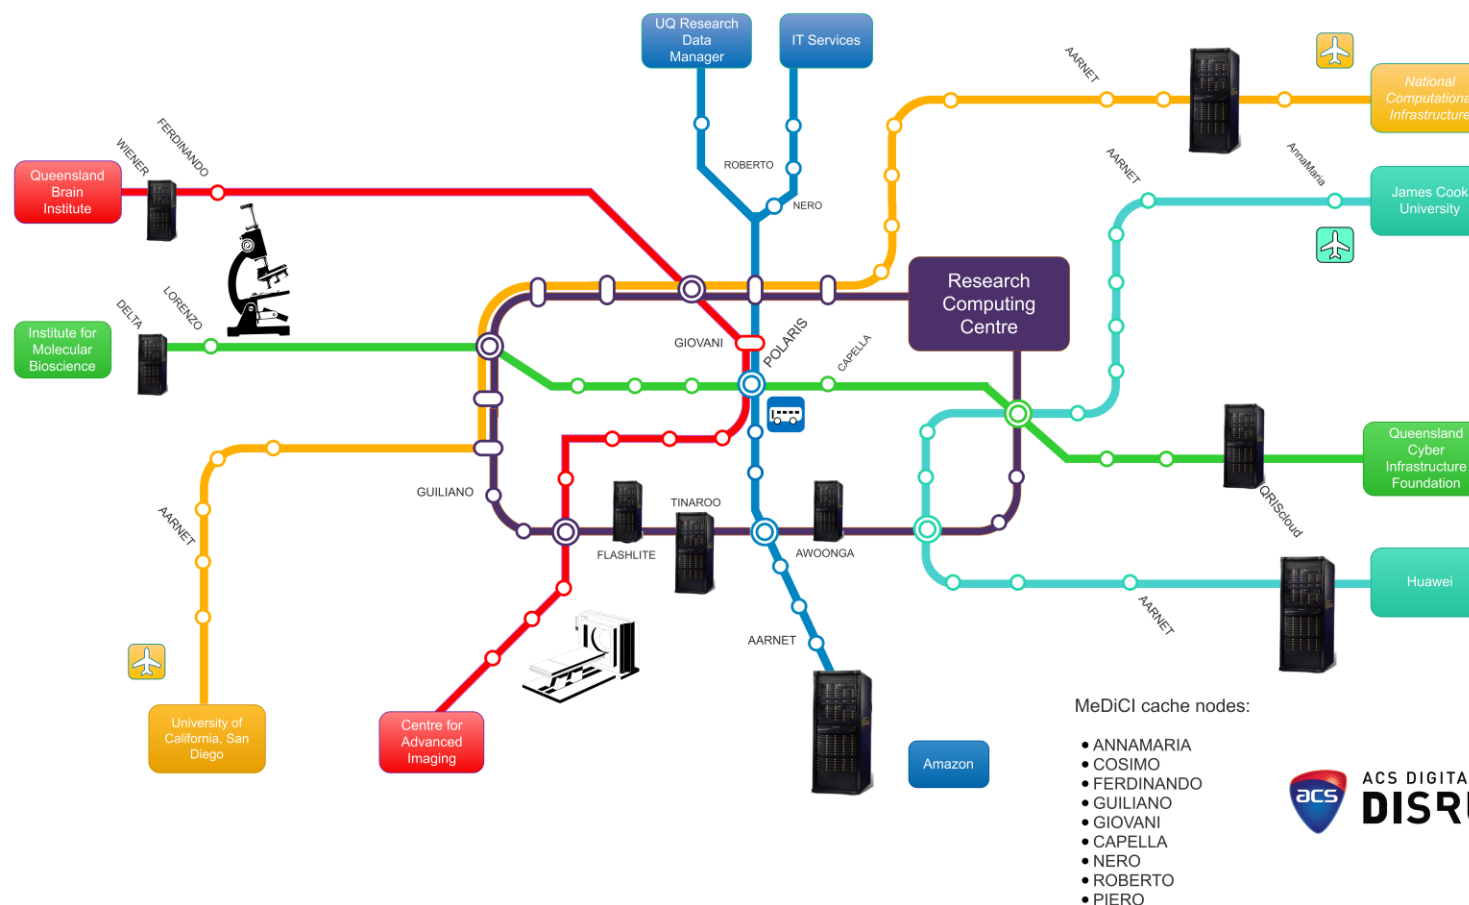 UQ Research
Data
Manager
IT Services
AARNET
National
Computational
Infrastructure
WIENER
FERDINANDO
Queensland
Brain
Institute
ROBERTO
NERO
AARNET
AnnaMaria
James Cook
University
DELTA
LORENZO
Institute for
Molecular
Bioscience
Research
Computing
Centre
GIOVANI
POLARIS
CAPELLA
Queensland
Cyber
Infrastructure
Foundation
QRIScloud
GUILIANO
AARNET
FLASHLITE
TINAROO
AWOONGA
AARNET
Huawei
AARNET
University of
California, San
Diego
Centre for
Advanced
Imaging
Amazon
MeDiCI cache nodes:
• ANNAMARIA
• COSIMO
• FERDINANDO
• GUILIANO
• GIOVANI
• CAPELLA
• NERO
• ROBERTO
• PIERO
acs
ACS DIGITA
DISR